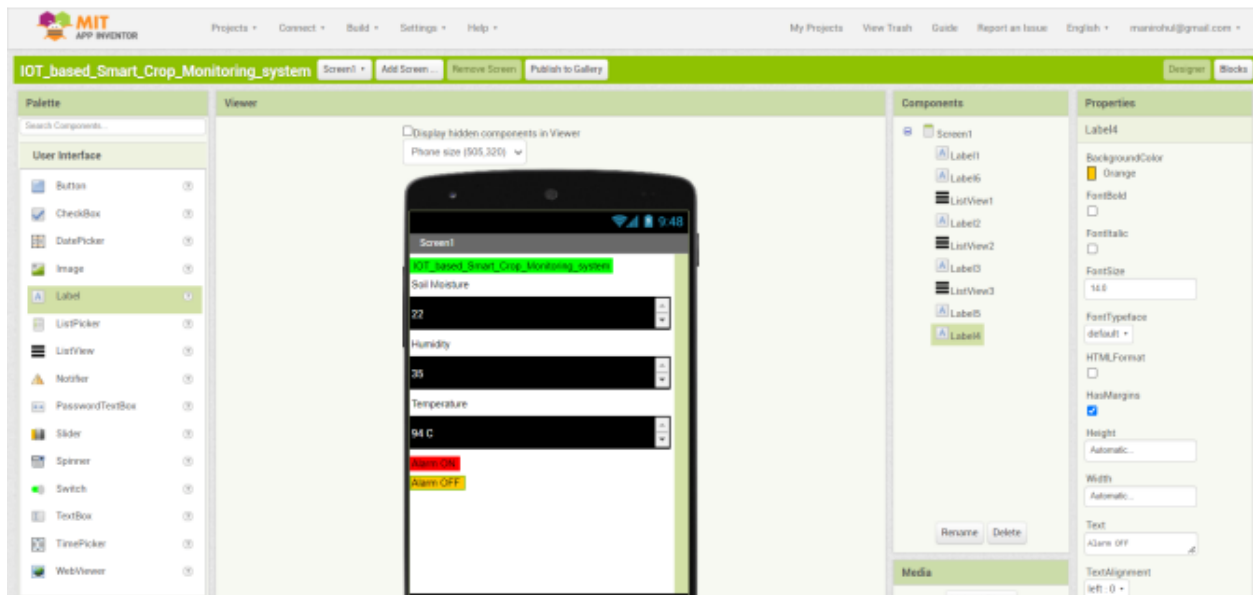 MIT
APP INVENTOR
Projects Connect Build Settings Help My Projects View Trash Guide Report an Issue English manirohul@gmail.com
IOT_based_Smart_Crop_Monitoring_system Screen1 Add Screen ... Remove Screen Publish to Gallery Designer Blocks
Palette
Search Components...
User Interface
Button
CheckBox
DatePicker
Image
Label
ListPicker
ListView
Notifier
PasswordTextBox
Slider
Spinner
Switch
TextBox
TimePicker
WebViewer
Viewer
Display hidden components in Viewer
Phone size (505,320)
9:48
Screen1
IOT_based_Smart_Crop_Monitoring_system
Soil Moisture
22
Humidity
35
Temperature
94 C
Alarm ON
Alarm OFF
Components
Screen1
Label1
Label6
ListView1
Label2
ListView2
Label3
ListView3
Label5
Label4
Rename Delete
Media
Properties
Label4
BackgroundColor
Orange
FontBold
FontItalic
FontSize
14.0
FontTypeface
default
HTMLFormat
HasMargins
Height
Automatic...
Width
Automatic...
Text
Alarm OFF
TextAlignment
left : 0